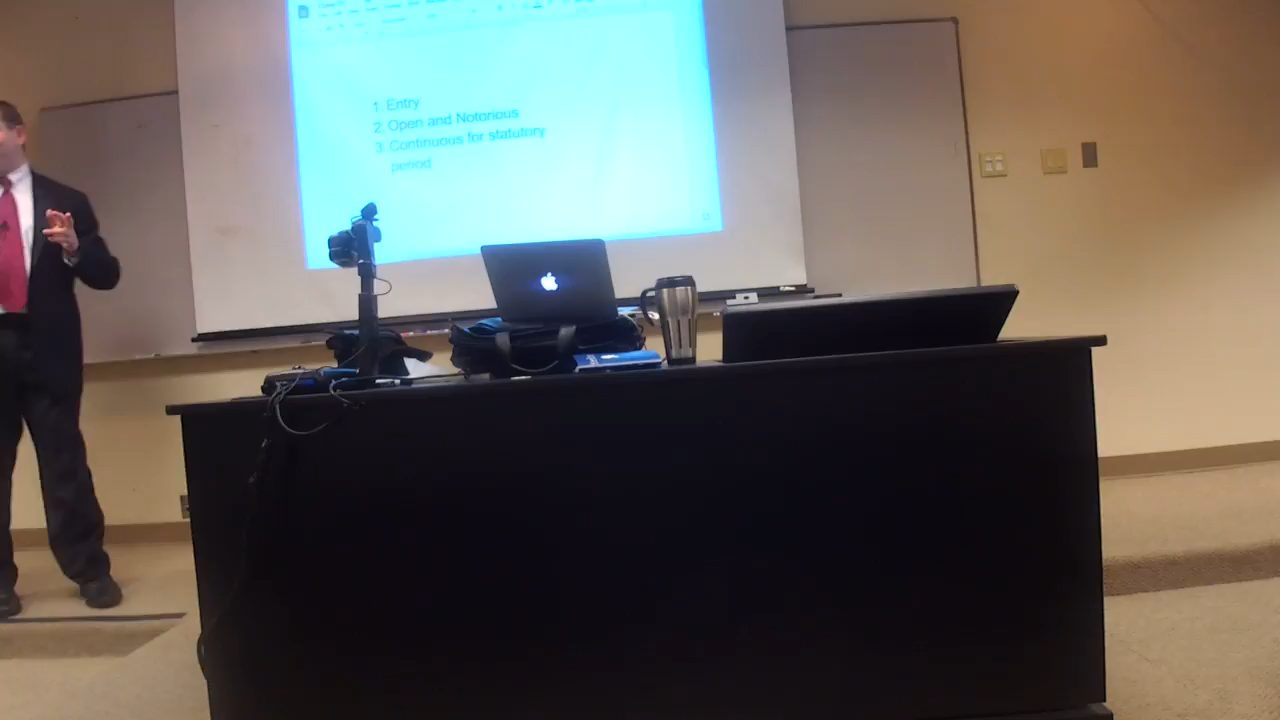 1. Entry
2. Open and Notorious
3. Continuous for statutory
period